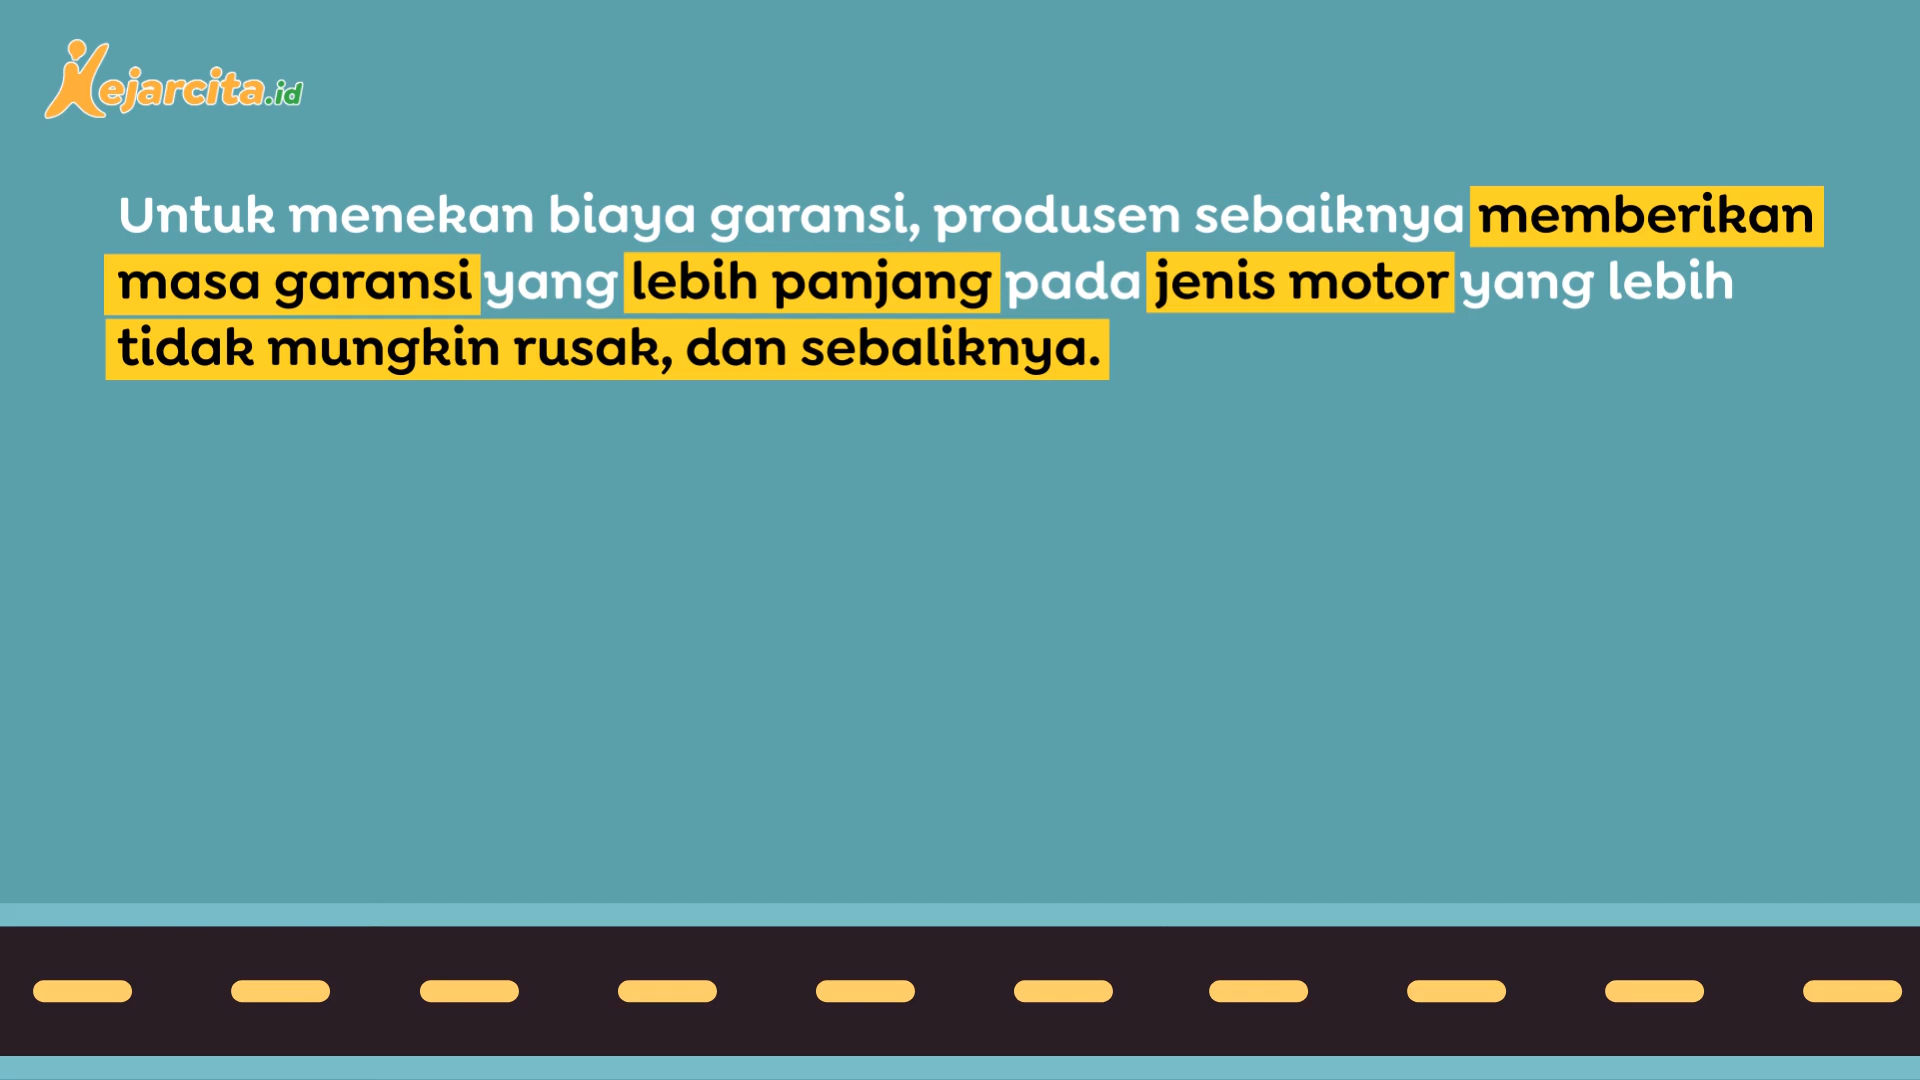 Kejarcita.id
Untuk menekan biaya garansi, produsen sebaiknya memberikan
masa garansi yang lebih panjang pada jenis motor yang lebih
tidak mungkin rusak, dan sebaliknya.